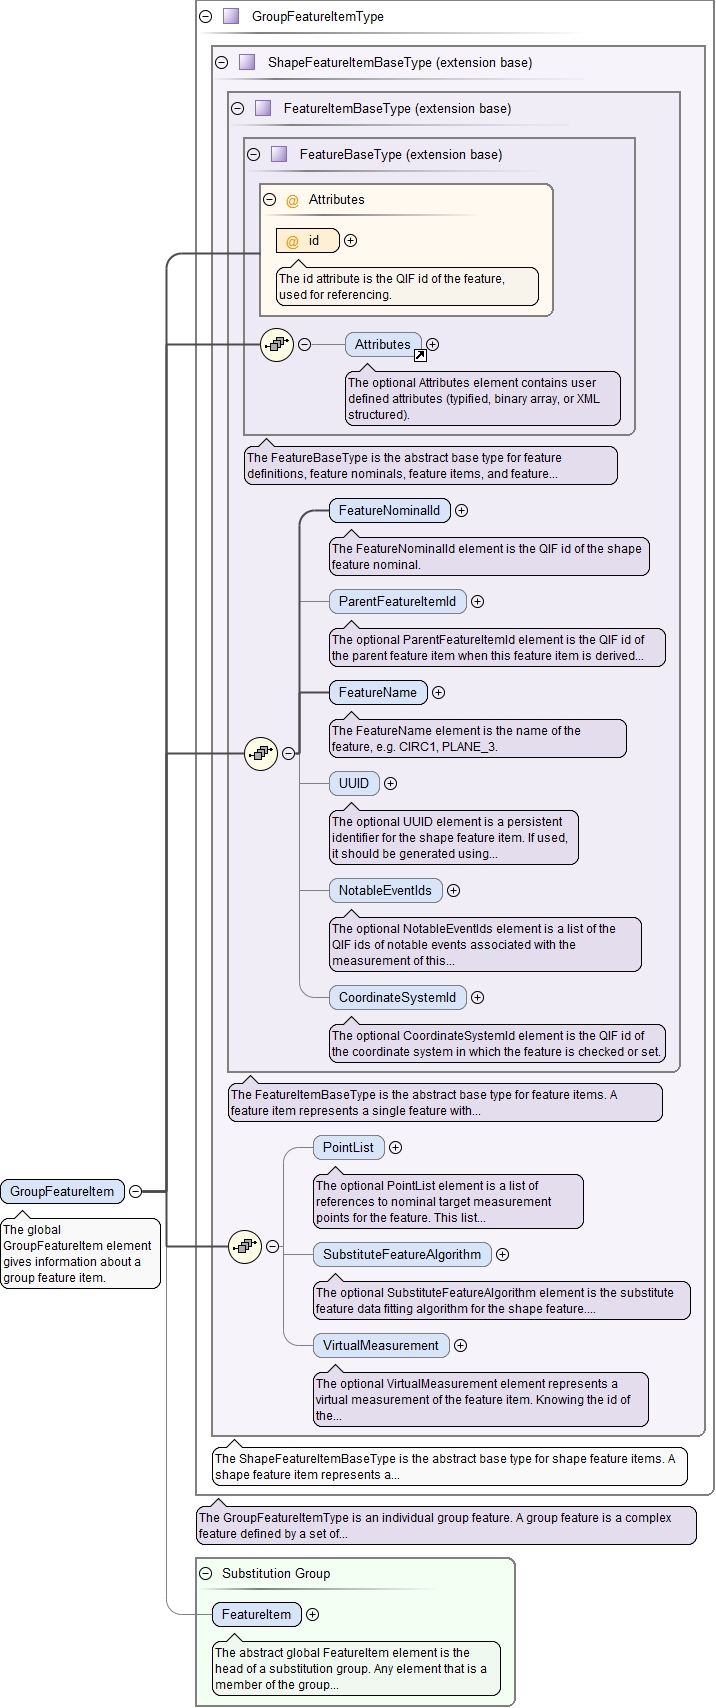 GroupFeatureItemType
ShapeFeatureItemBaseType (extension base)
FeatureItemBaseType (extension base)
FeatureBaseType (extension base)
@ Attributes
@ id
The id attribute is the QIF id of the feature,
used for referencing.
Attributes
The optional Attributes element contains user
defined attributes (typified, binary array, or XML
structured).
The FeatureBaseType is the abstract base type for feature
definitions, feature nominals, feature items, and feature...
FeatureNominalId
The FeatureNominalId element is the QIF id of the shape
feature nominal.
ParentFeatureItemId
The optional ParentFeatureItemId element is the QIF id of
the parent feature item when this feature item is derived...
FeatureName
The FeatureName element is the name of the
feature, e.g. CIRC1, PLANE_3.
UUID
The optional UUID element is a persistent
identifier for the shape feature item. If used,
it should be generated using...
NotableEventIds
The optional NotableEventIds element is a list of the
QIF ids of notable events associated with the
measurement of this...
CoordinateSystemId
The optional CoordinateSystemId element is the QIF id of
the coordinate system in which the feature is checked or set.
The FeatureItemBaseType is the abstract base type for feature items. A
feature item represents a single feature with...
PointList
The optional PointList element is a list of
references to nominal target measurement
points for the feature. This list...
GroupFeatureItem
The global
GroupFeatureItem element
gives information about a
group feature item.
SubstituteFeatureAlgorithm
The optional SubstituteFeatureAlgorithm element is the substitute
feature data fitting algorithm for the shape feature....
VirtualMeasurement
The optional VirtualMeasurement element represents a
virtual measurement of the feature item. Knowing the id of
the...
The ShapeFeatureItemBaseType is the abstract base type for shape feature items. A
shape feature item represents a...
The GroupFeatureItemType is an individual group feature. A group feature is a complex
feature defined by a set of...
Substitution Group
FeatureItem
The abstract global FeatureItem element is the
head of a substitution group. Any element that is a
member of the group...